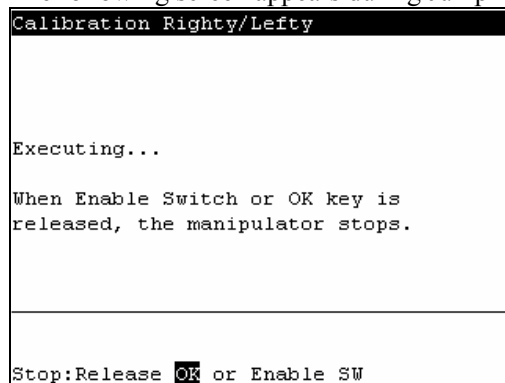 Calibration Righty/Lefty
Executing...
When Enable Switch or OK key is
released, the manipulator stops.
Stop:Release OK or Enable SW